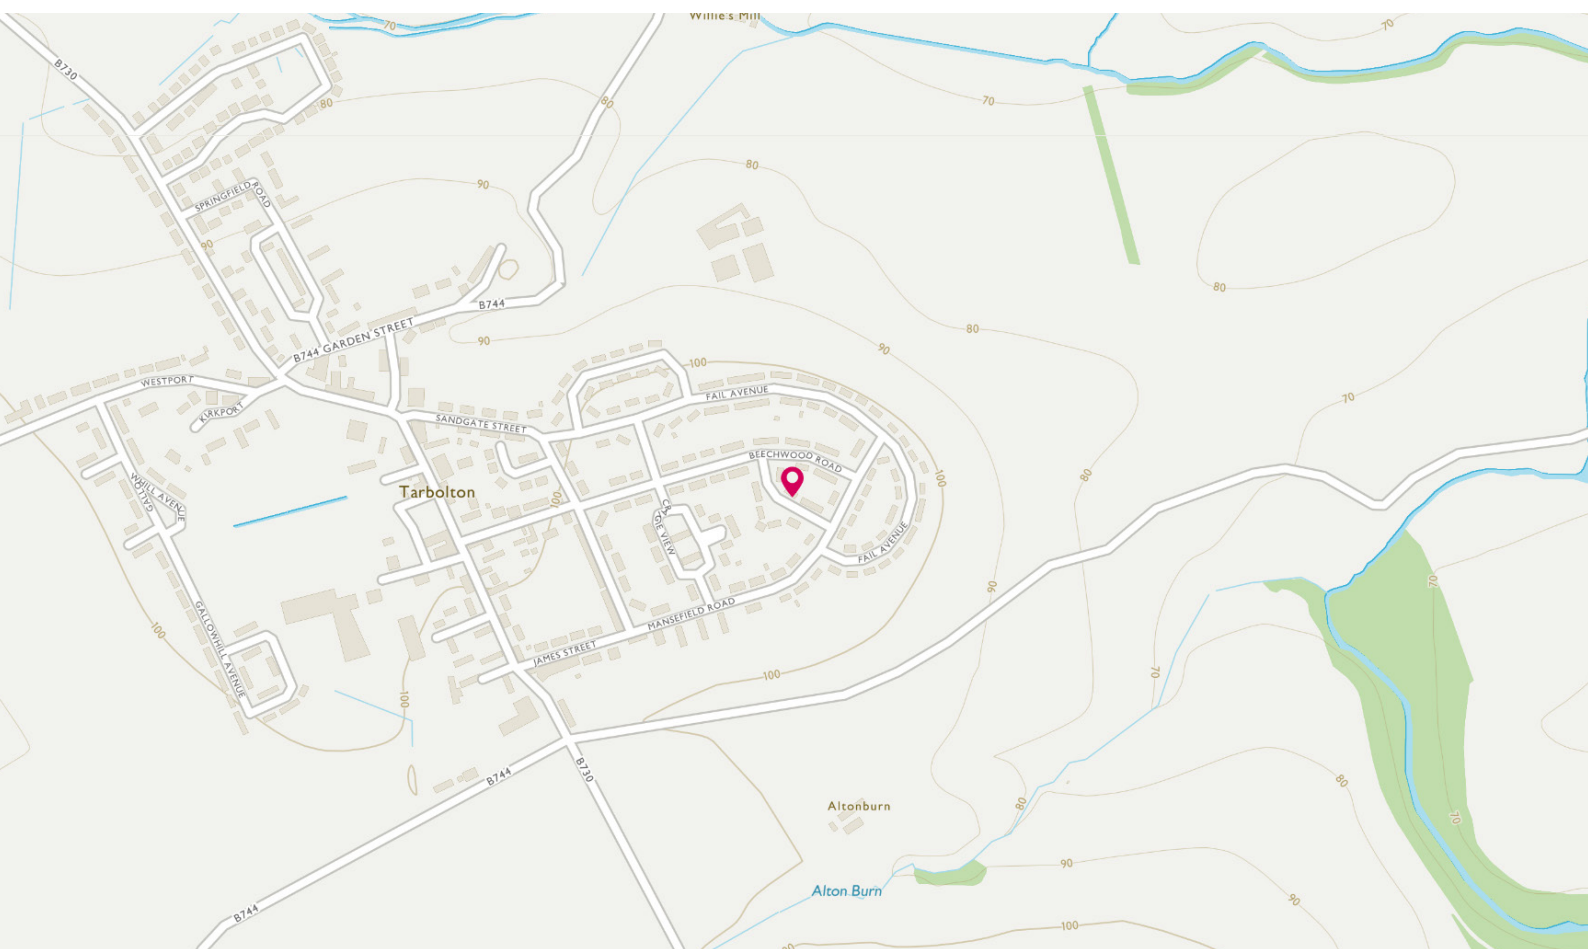 Willie's Mill
70
70
B730
80
80
70
80
90
SPRINGFIELD
ROAD
90
80
B744
B744 GARDEN STREET
90
80
90
100
WESTPORT
KIRKPORT
FAIL AVENUE
70
SANDGATE STREET
BEECHWOOD ROAD
100
80
Tarbolton
100
GALLOWHILL AVENUE
CRAIGIE VIEW
FAIL AVENUE
90
70
MANSEFIELD ROAD
100
JAMES STREET
GALLOWHILL AVENUE
100
100
70
B744
B730
80
80
Altonburn
70
90
Alton Burn
90
B744
100